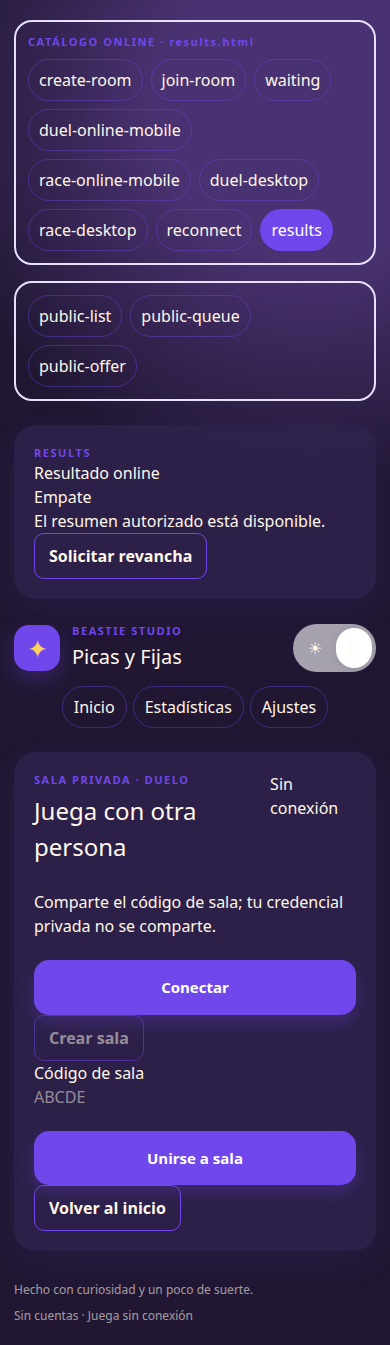 CATÁLOGO ONLINE · results.html
create-room join-room waiting
duel-online-mobile
race-online-mobile duel-desktop
race-desktop reconnect results
public-list public-queue
public-offer
RESULTS
Resultado online
Empate
El resumen autorizado está disponible.
Solicitar revancha
BEASTIE STUDIO
Picas y Fijas
Inicio Estadísticas Ajustes
SALA PRIVADA · DUELO
Sin
conexión
Juega con otra
persona
Comparte el código de sala; tu credencial
privada no se comparte.
Conectar
Crear sala
Código de sala
ABCDE
Unirse a sala
Volver al inicio
Hecho con curiosidad y un poco de suerte.
Sin cuentas · Juega sin conexión